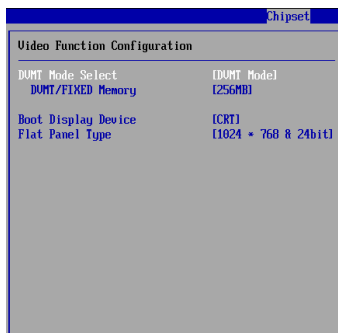 Chipset
Video Function Configuration
DVMT Mode Select [DVMT Mode]
DVMT/FIXED Memory [256MB]
Boot Display Device [CRT]
Flat Panel Type [1024 * 768 & 24bit]